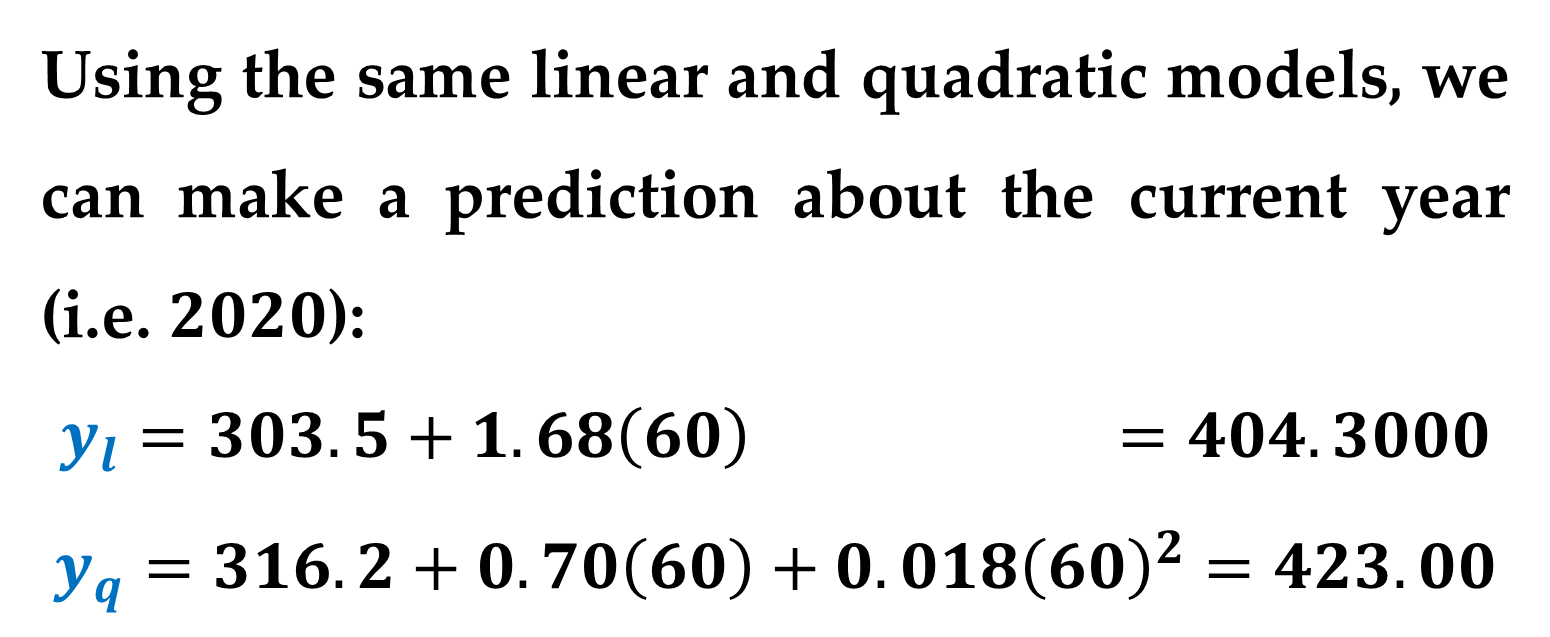 Using the same linear and quadratic models, we
can make a prediction about the current year
(i.e. 2020):
yₗ = 303.5 + 1.68(60) = 404.3000
y_q = 316.2 + 0.70(60) + 0.018(60)² = 423.00